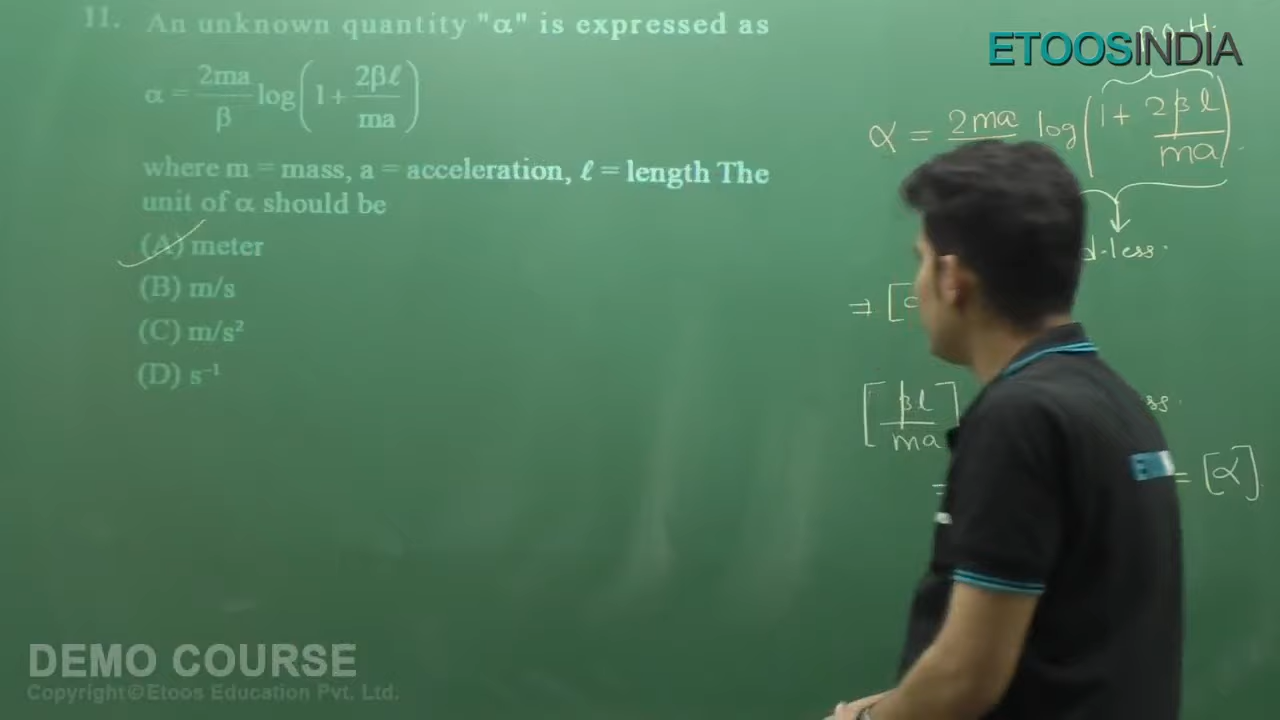 11. An unknown quantity "α" is expressed as
α = 2ma/β log(1 + 2βℓ/ma)
where m = mass, a = acceleration, ℓ = length The
unit of α should be
(A) meter
(B) m/s
(C) m/s²
(D) s⁻¹
ETOOSINDIA
α = 2ma log(1 + 2βl/ma).
d·less.
⇒ [
[βl/ma]
= [α].
DEMO COURSE
Copyright©Etoos Education Pvt. Ltd.